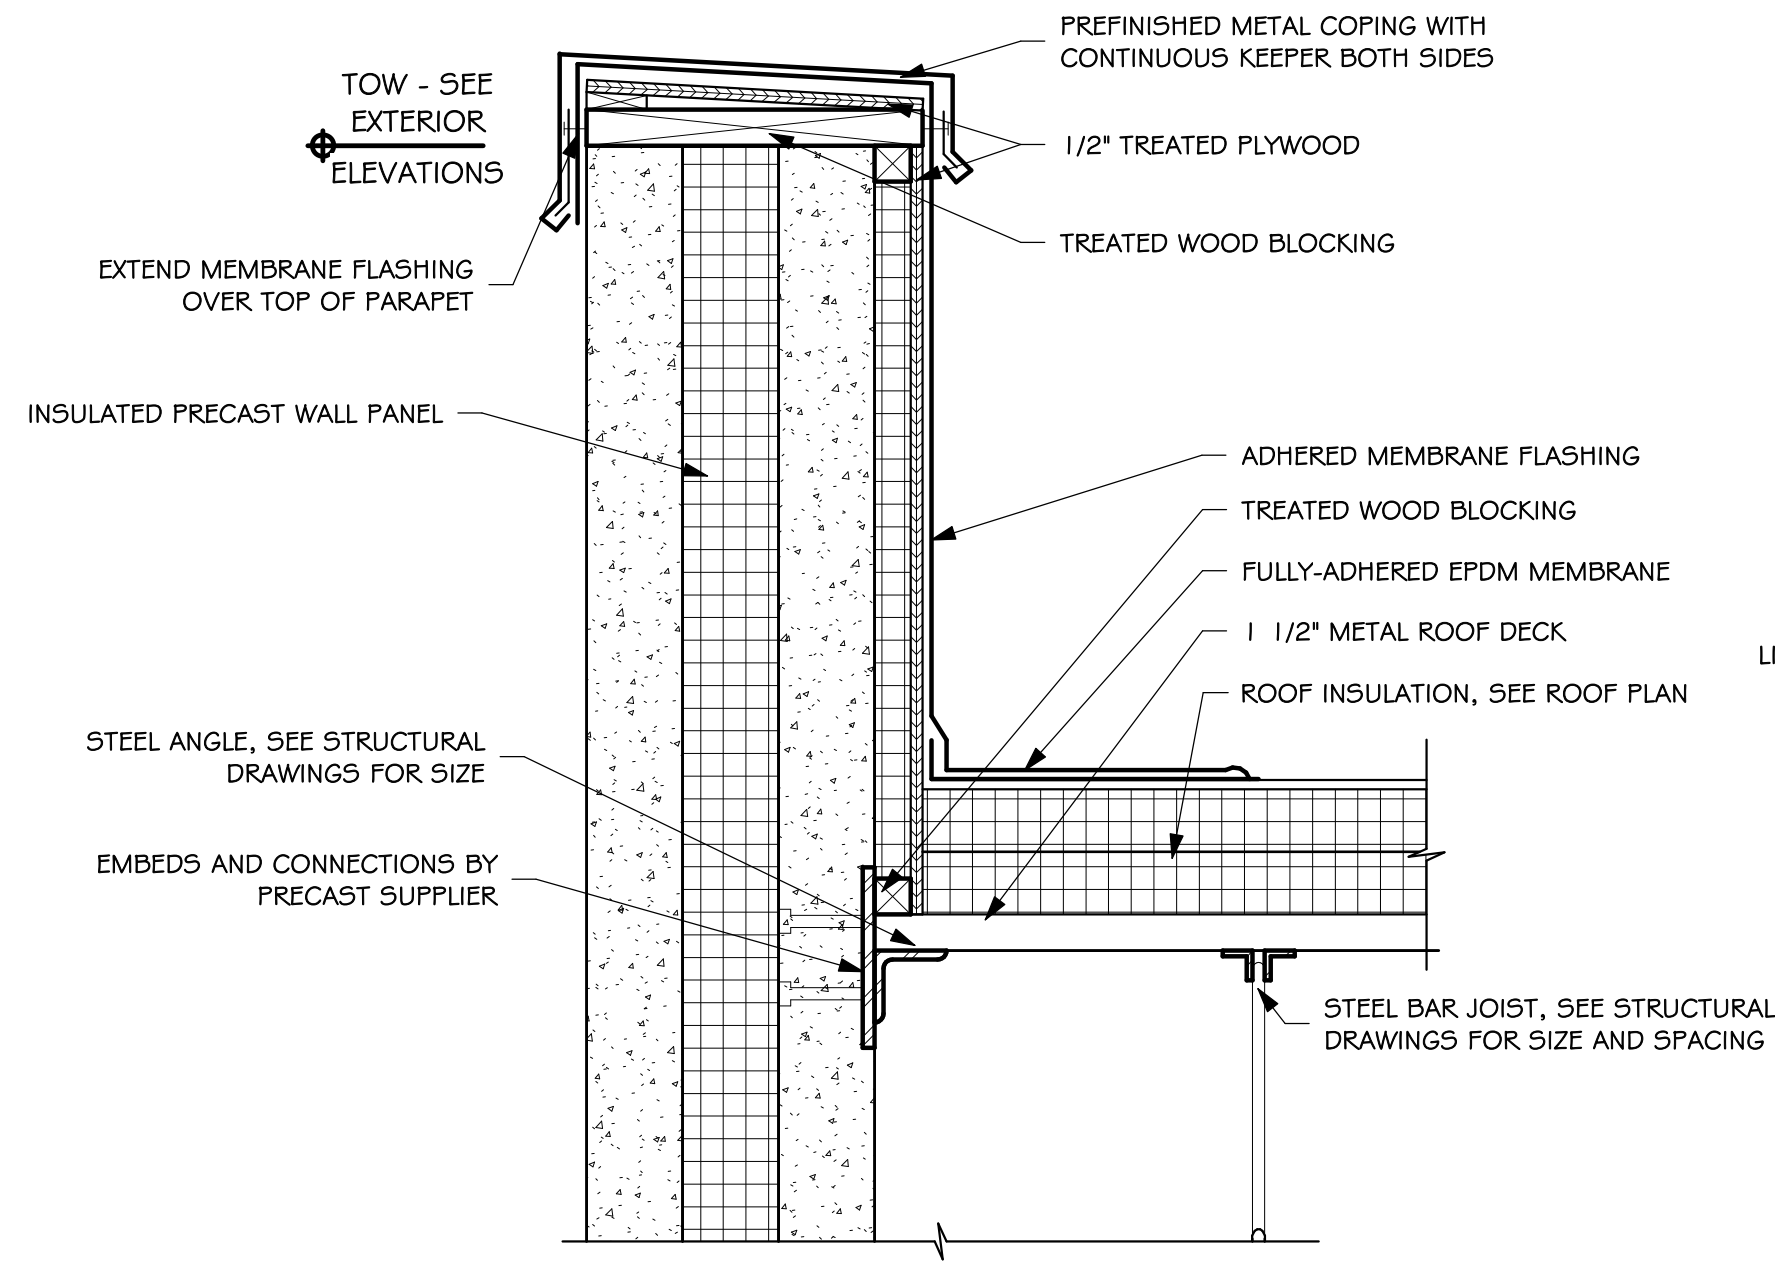 PREFINISHED METAL COPING WITH
CONTINUOUS KEEPER BOTH SIDES
TOW - SEE
EXTERIOR
ELEVATIONS
1/2" TREATED PLYWOOD
TREATED WOOD BLOCKING
EXTEND MEMBRANE FLASHING
OVER TOP OF PARAPET
INSULATED PRECAST WALL PANEL
ADHERED MEMBRANE FLASHING
TREATED WOOD BLOCKING
FULLY-ADHERED EPDM MEMBRANE
1 1/2" METAL ROOF DECK
ROOF INSULATION, SEE ROOF PLAN
STEEL ANGLE, SEE STRUCTURAL
DRAWINGS FOR SIZE
EMBEDS AND CONNECTIONS BY
PRECAST SUPPLIER
STEEL BAR JOIST, SEE STRUCTURAL
DRAWINGS FOR SIZE AND SPACING